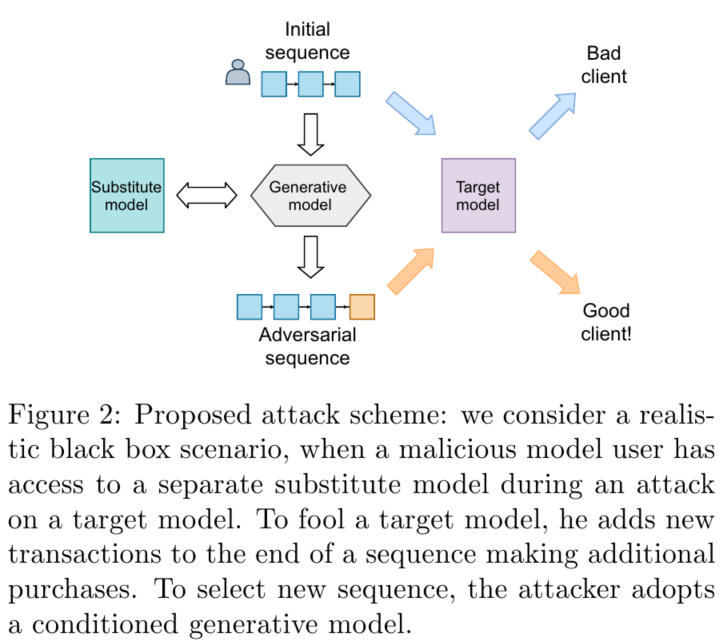 Initial
sequence
Bad
client
Substitute
model
Generative
model
Target
model
Adversarial
sequence
Good
client!
Figure 2: Proposed attack scheme: we consider a realis-
tic black box scenario, when a malicious model user has
access to a separate substitute model during an attack
on a target model. To fool a target model, he adds new
transactions to the end of a sequence making additional
purchases. To select new sequence, the attacker adopts
a conditioned generative model.